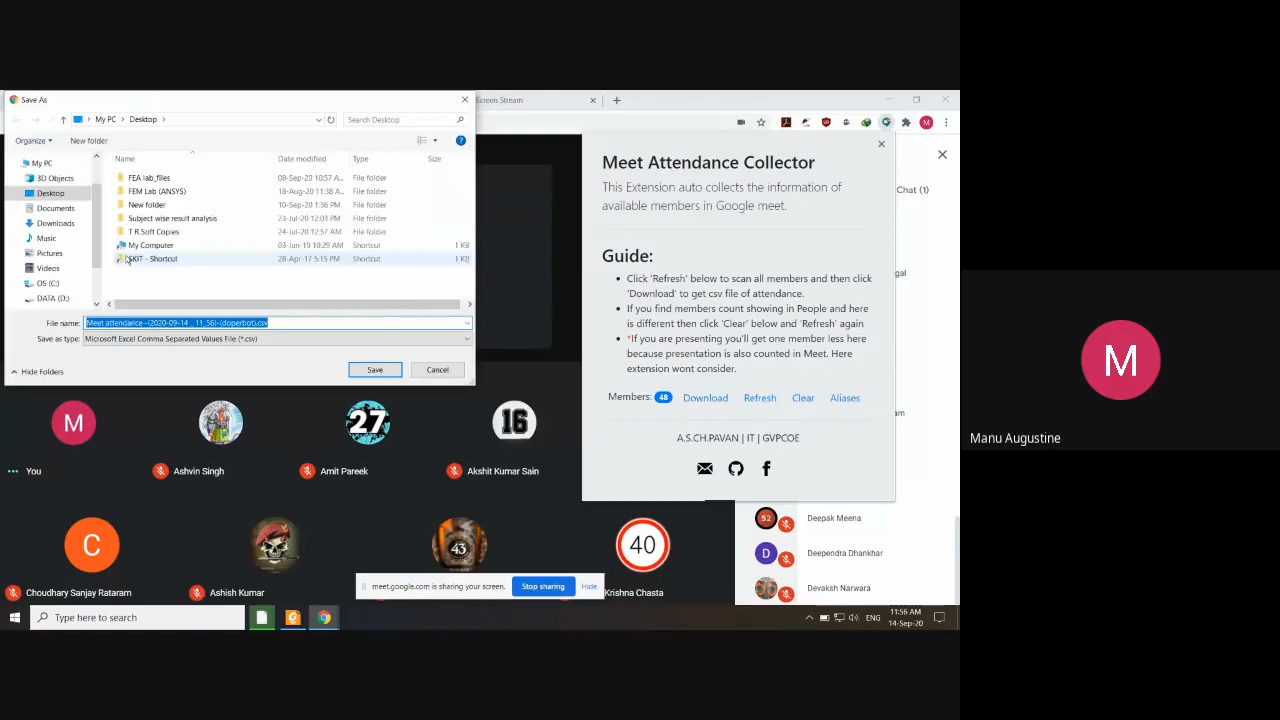 Save As
My PC > Desktop >
Search Desktop
Organize
New folder
Name
Date modified
Type
Size
My PC
3D Objects
Desktop
Documents
Downloads
Music
Pictures
Videos
OS (C:)
DATA (D:)
FEA lab_files 08-Sep-20 10:57 A... File folder
FEM Lab (ANSYS) 18-Aug-20 11:38 A... File folder
New folder 10-Sep-20 1:36 PM File folder
Subject wise result analysis 23-Jul-20 12:03 PM File folder
T R Soft Copies 24-Jul-20 12:57 AM File folder
My Computer 03-Jun-19 10:29 AM Shortcut 1 KB
SKIT - Shortcut 28-Apr-17 5:15 PM Shortcut 1 KB
File name: Meet attendance -(2020-09-14 _ 11_56)-(doperbot).csv
Save as type: Microsoft Excel Comma Separated Values File (*.csv)
Hide Folders
Save
Cancel
Screen Stream
M
Meet Attendance Collector
This Extension auto collects the information of
available members in Google meet.
Guide:
• Click 'Refresh' below to scan all members and then click
'Download' to get csv file of attendance.
• If you find members count showing in People and here
is different then click 'Clear' below and 'Refresh' again
• *If you are presenting you'll get one member less here
because presentation is also counted in Meet. Here
extension wont consider.
Members: 48 Download Refresh Clear Aliases
A.S.CH.PAVAN | IT | GVPCOE
Chat (1)
gal
am
M
27
16
You
Ashvin Singh
Amit Pareek
Akshit Kumar Sain
C
43
40
Choudhary Sanjay Rataram
Ashish Kumar
Krishna Chasta
52
Deepak Meena
D
Deependra Dhankhar
Devaksh Narwara
meet.google.com is sharing your screen.
Stop sharing
Hide
Type here to search
ENG
11:56 AM
14-Sep-20
M
Manu Augustine